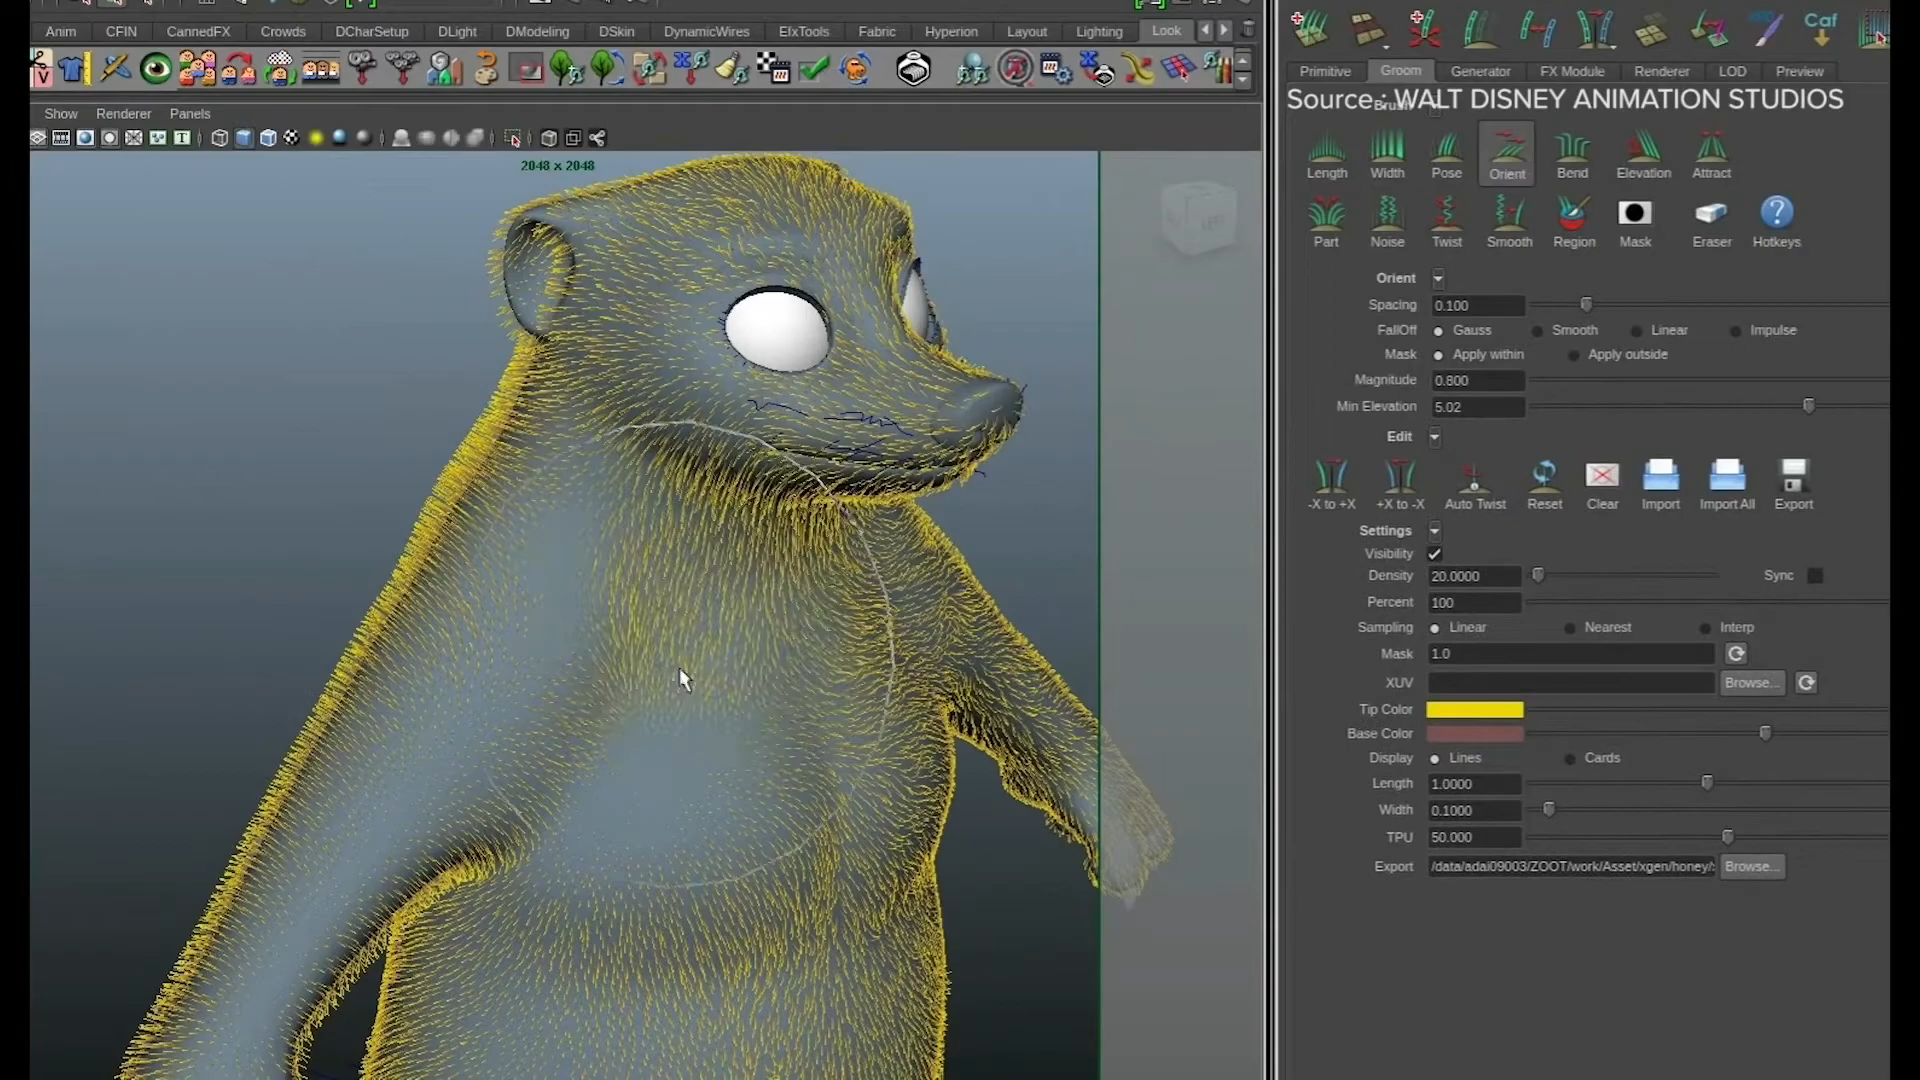 Anim CFIN CannedFX Crowds DCharSetup DLight DModeling DSkin DynamicWires EfxTools Fabric Hyperion Layout Lighting Look
Show Renderer Panels
2048 x 2048
Caf
Primitive Groom Generator FX Module Renderer LOD Preview
Source : WALT DISNEY ANIMATION STUDIOS
Length Width Pose Orient Bend Elevation Attract
Part Noise Twist Smooth Region Mask Eraser Hotkeys
Orient
Spacing 0.100
FallOff Gauss Smooth Linear Impulse
Mask Apply within Apply outside
Magnitude 0.800
Min Elevation 5.02
Edit
-X to +X +X to -X Auto Twist Reset Clear Import Import All Export
Settings
Visibility
Density 20.0000 Sync
Percent 100
Sampling Linear Nearest Interp
Mask 1.0
XUV Browse...
Tip Color
Base Color
Display Lines Cards
Length 1.0000
Width 0.1000
TPU 50.000
Export /data/adai09003/ZOOT/work/Asset/xgen/honey/ Browse...